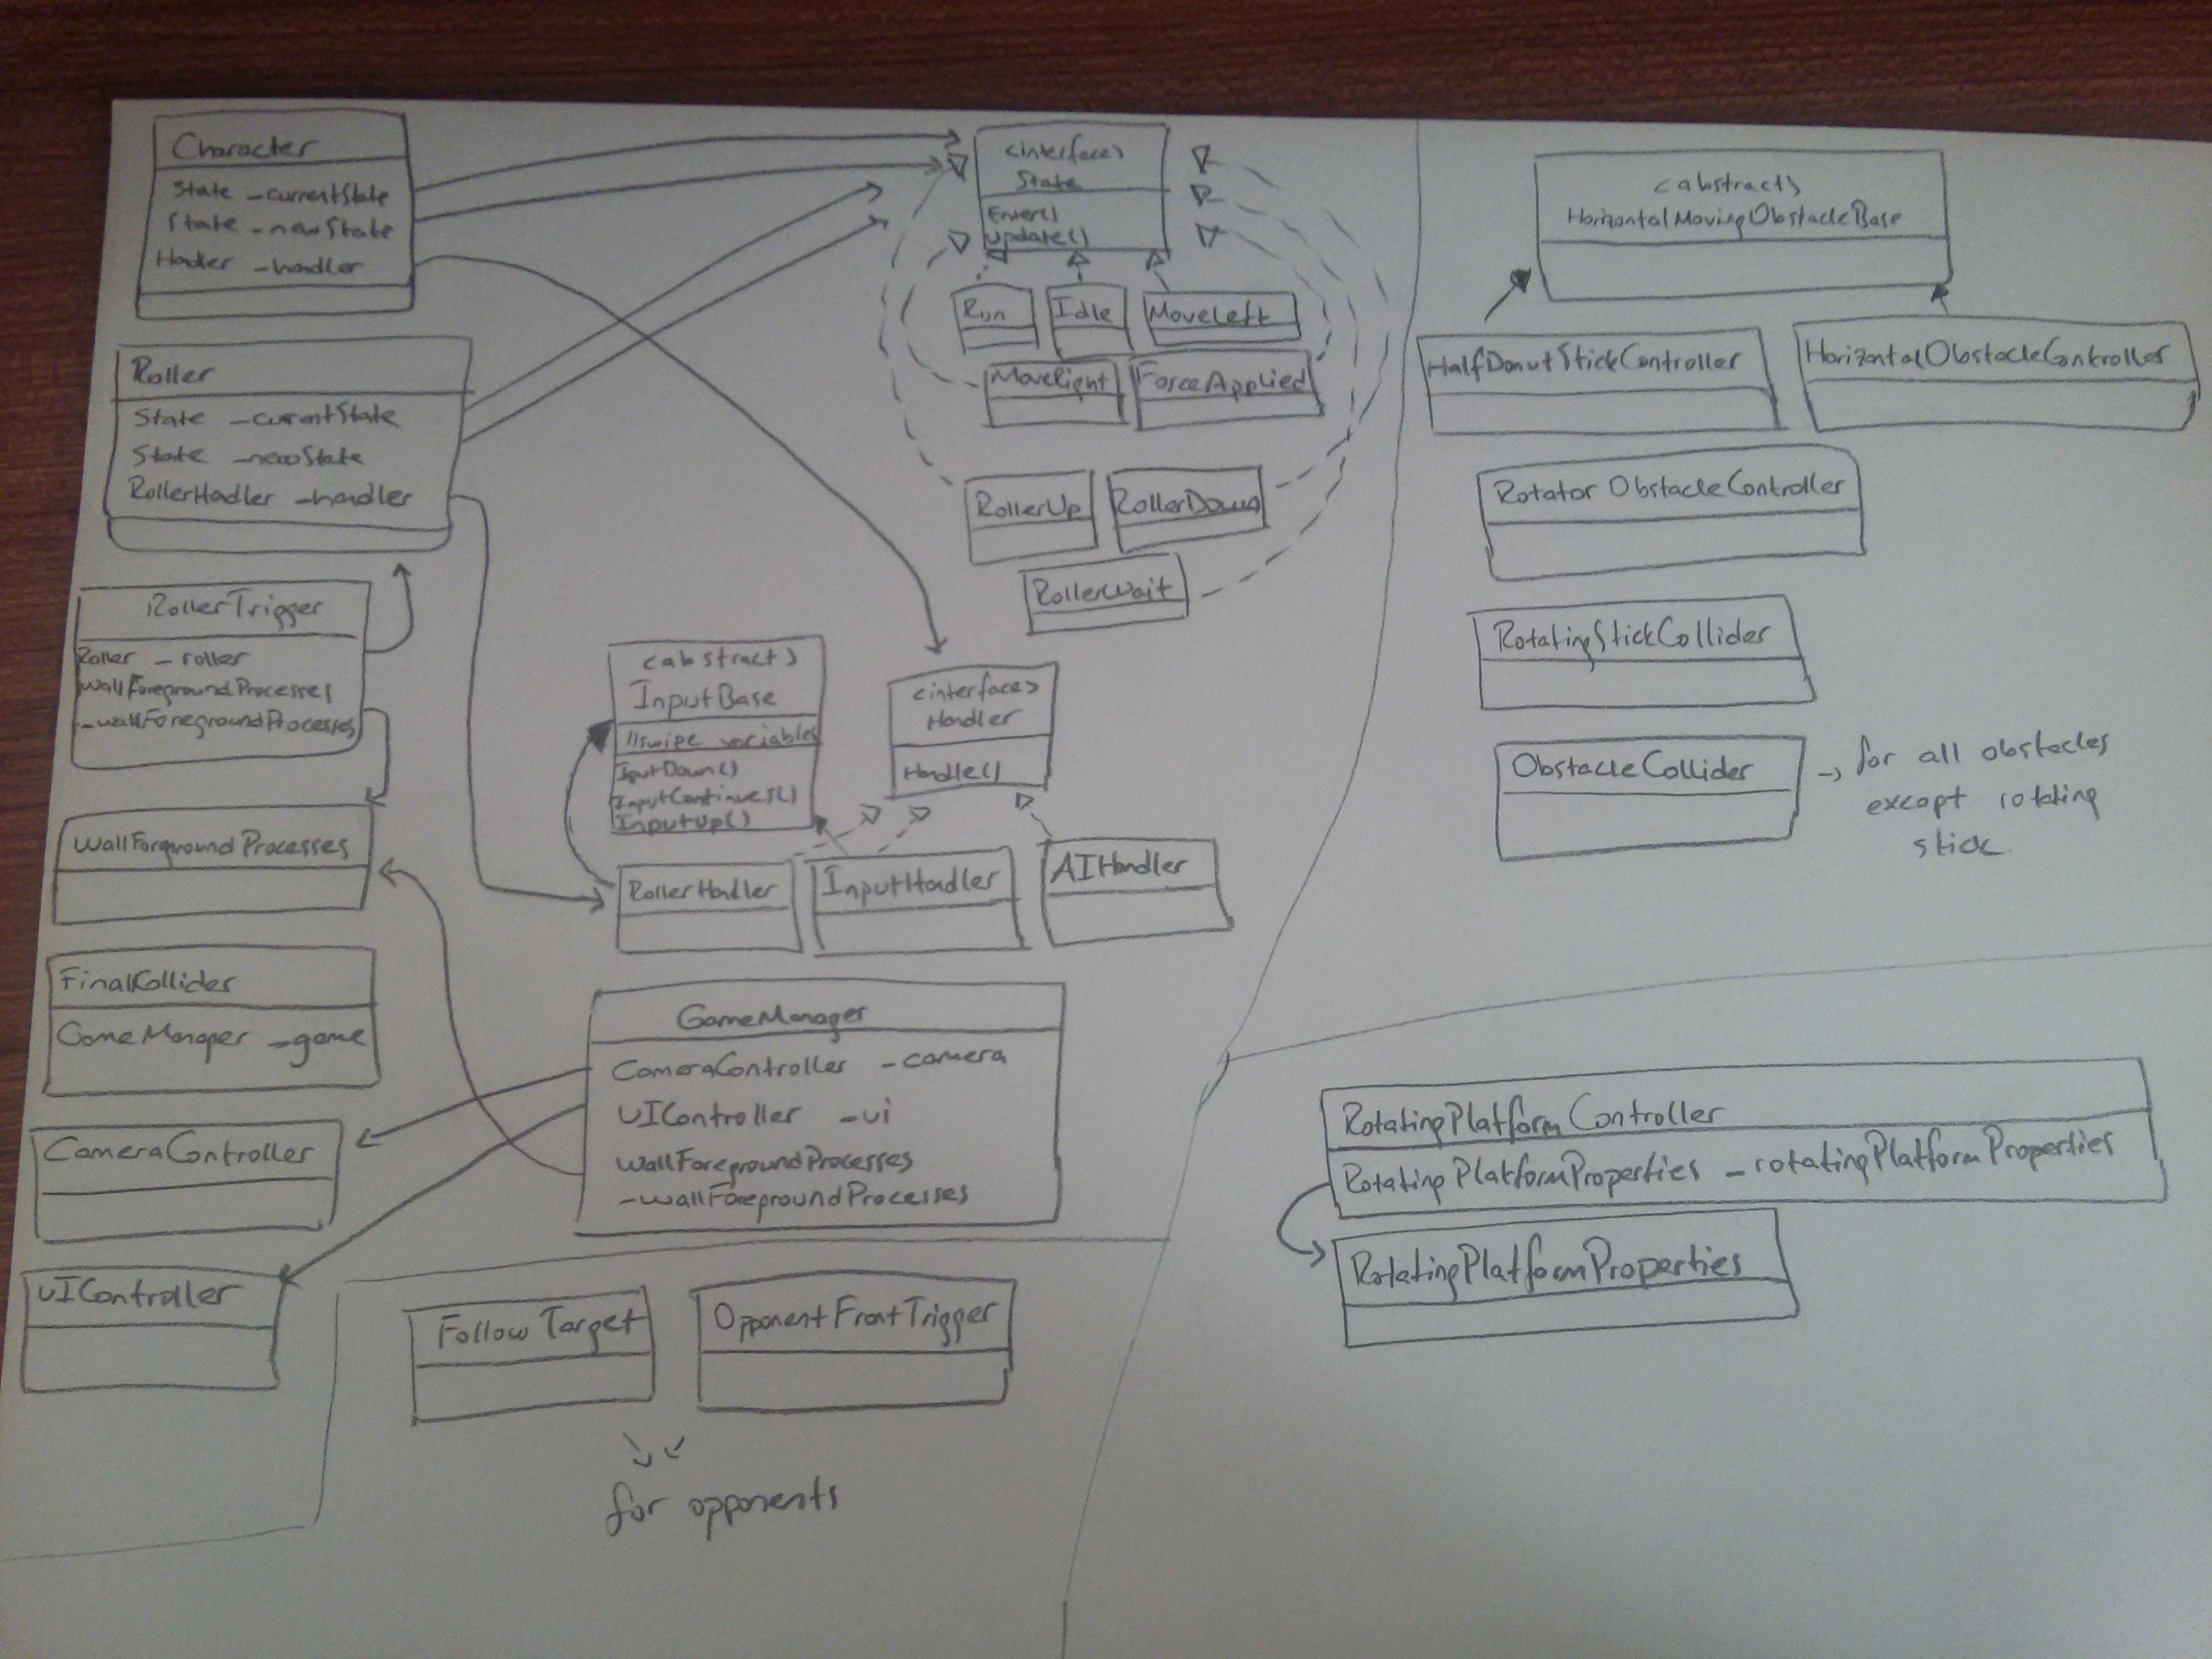 Character
State _currentState
State _newState
Handler _handler
Roller
State _currentState
State _newState
RollerHandler _handler
RollerTrigger
Roller _roller
WallForegroundProcesses
_wallForegroundProcesses
WallForgroundProcesses
FinalCollider
GameManager _game
CameraController
UIController
<interface>
State
Enter()
Update()
Run
Idle
MoveLeft
MoveRight
ForceApplied
RollerUp
RollerDown
RollerWait
<abstract>
InputBase
//swipe variables
InputDown()
InputContinues()
InputUp()
<interface>
Handler
Handle()
RollerHandler
InputHandler
AIHandler
GameManager
CameraController _camera
UIController _ui
WallForegroundProcesses
_wallForegroundProcesses
Follow Target
OpponentFrontTrigger
for opponents
<abstract>
HorizontalMovingObstacleBase
HalfDonutStickController
HorizontalObstacleController
Rotator ObstacleController
RotatingStickCollider
ObstacleCollider
→ for all obstacles
except rotating
stick.
RotatingPlatformController
RotatingPlatformProperties _rotatingPlatformProperties
RotatingPlatformProperties